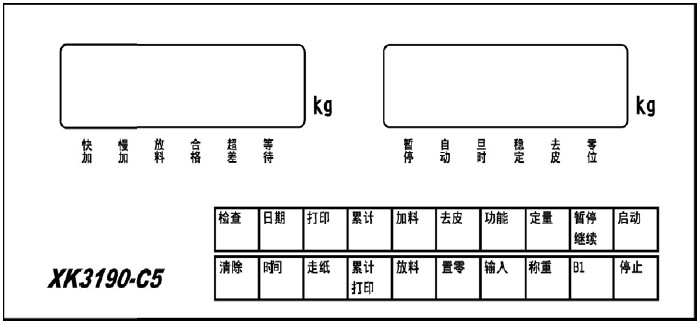 kg
kg
快加 慢加 放料 合格 超差 等待
暂停 自动 旦时 稳定 去皮 零位
检查 日期 打印 累计 加料 去皮 功能 定量 暂停继续 启动
清除 时间 走纸 累计打印 放料 置零 输入 称重 B1 停止
XK3190-C5